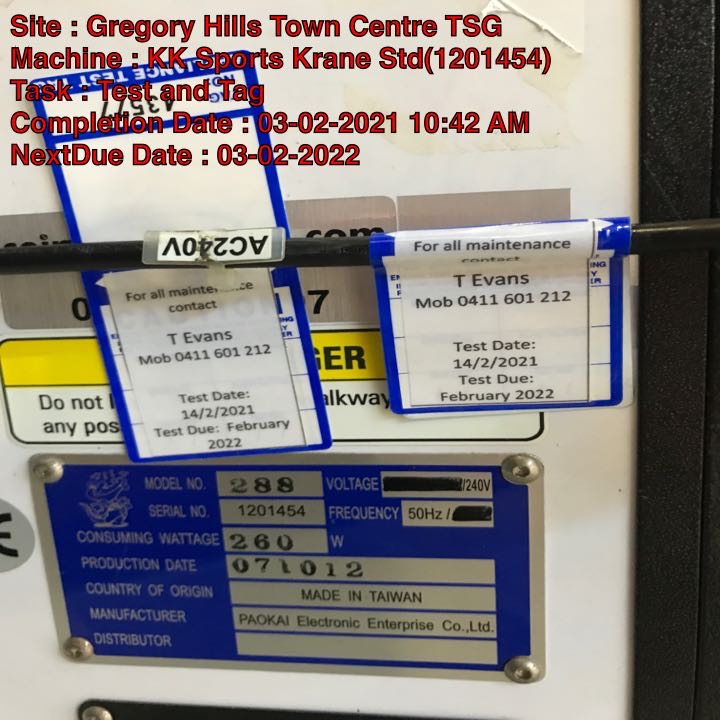 Site : Gregory Hills Town Centre TSG
Machine : KK Sports Krane Std(1201454)
Task : Test and Tag
Completion Date : 03-02-2021 10:42 AM
NextDue Date : 03-02-2022
TEST TAG
43577
AC240V
.com
For all maintenance
contact
T Evans
Mob 0411 601 212
Test Date:
14/2/2021
Test Due: February
2022
For all maintenance
contact
T Evans
Mob 0411 601 212
Test Date:
14/2/2021
Test Due:
February 2022
Do not
any
MODEL NO. 288 VOLTAGE /240V
SERIAL NO. 1201454 FREQUENCY 50Hz /
CONSUMING WATTAGE 260 W
PRODUCTION DATE 071012
COUNTRY OF ORIGIN MADE IN TAIWAN
MANUFACTURER PAOKAI Electronic Enterprise Co.,Ltd.
DISTRIBUTOR